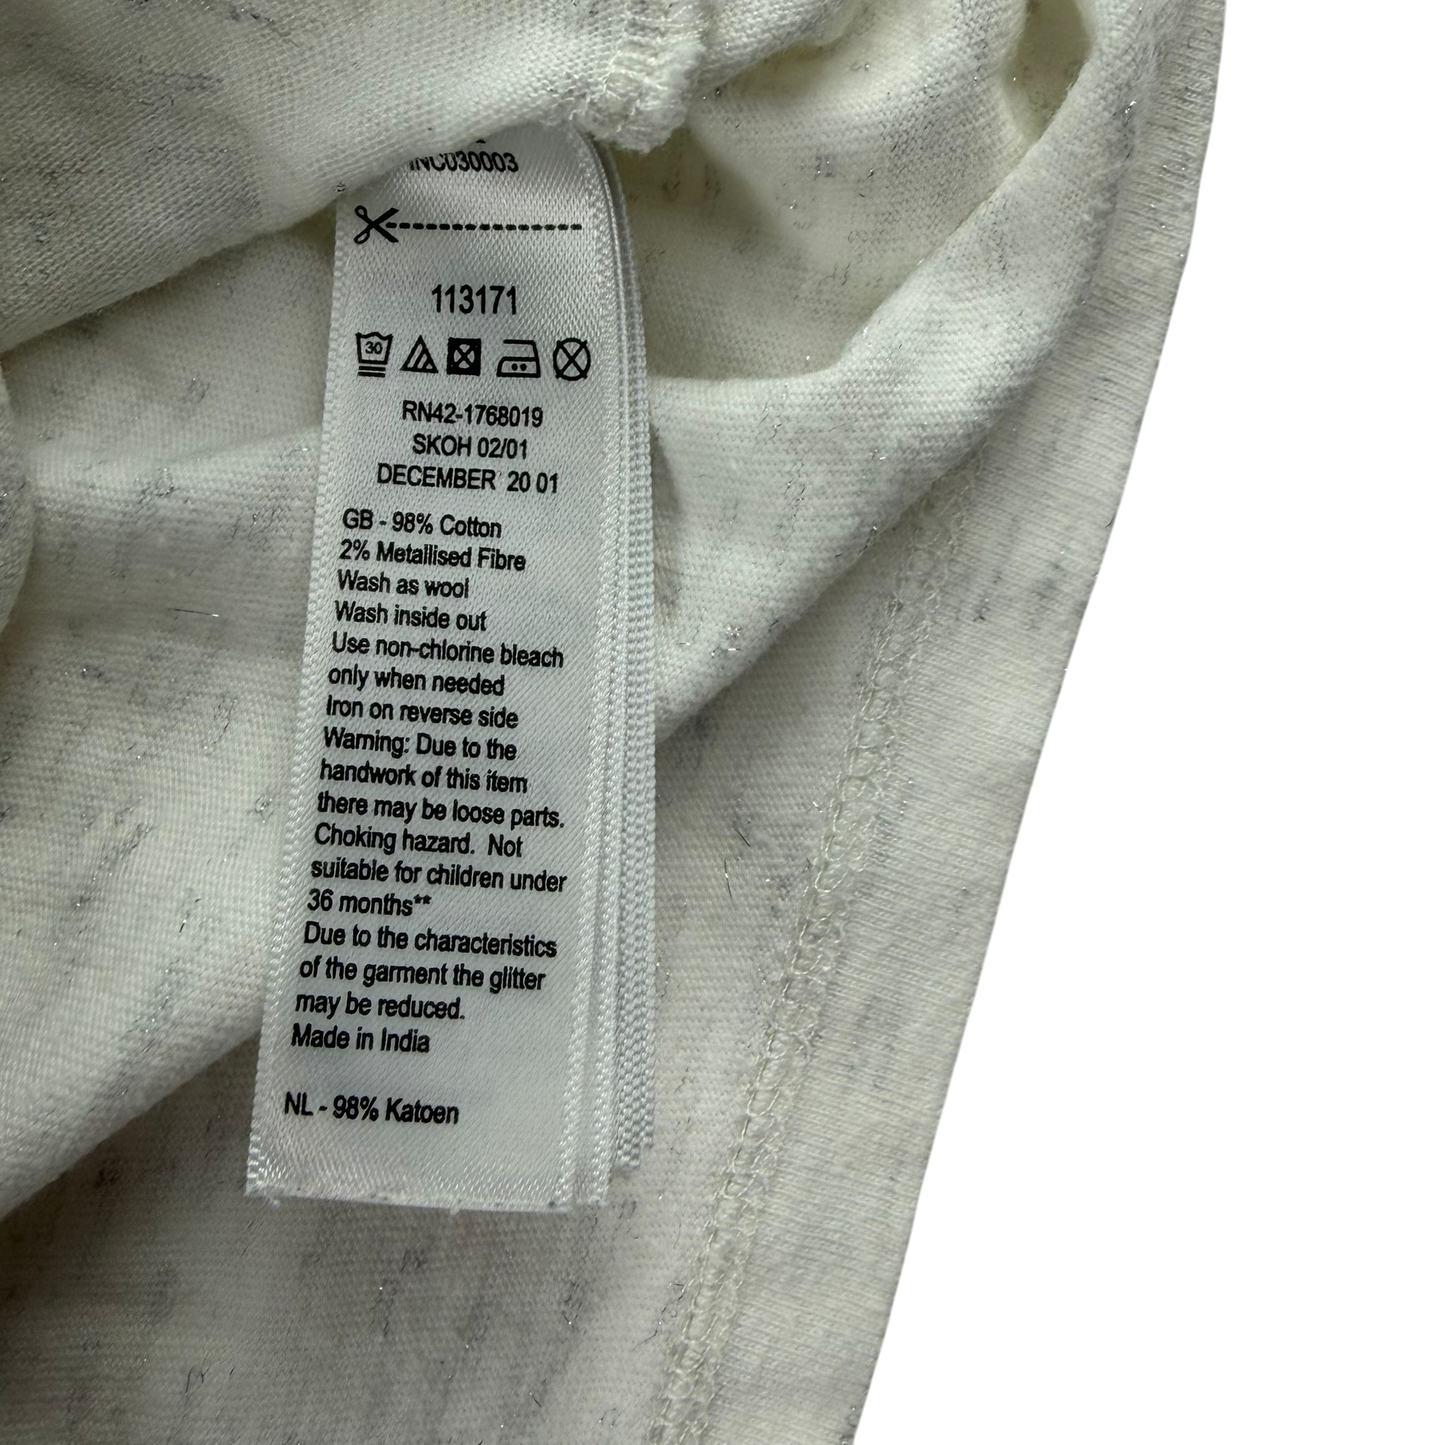 INC030003
113171
30
RN42-1768019
SKOH 02/01
DECEMBER 20 01
GB - 98% Cotton
2% Metallised Fibre
Wash as wool
Wash inside out
Use non-chlorine bleach
only when needed
Iron on reverse side
Warning: Due to the
handwork of this item
there may be loose parts.
Choking hazard. Not
suitable for children under
36 months**
Due to the characteristics
of the garment the glitter
may be reduced.
Made in India
NL - 98% Katoen